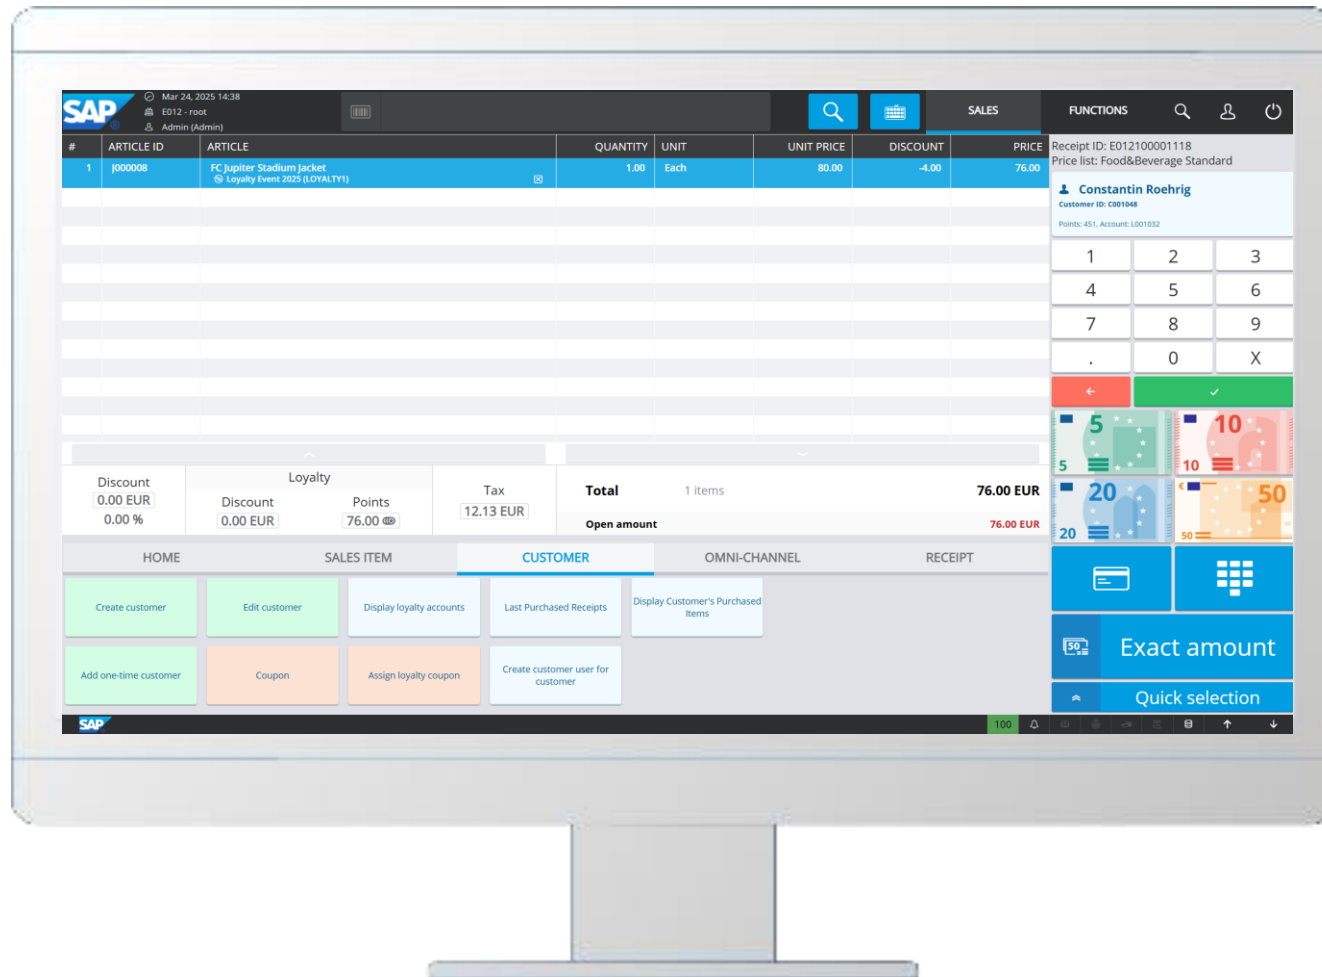 SAP
Mar 24, 2025 14:38
E012 - root
Admin (Admin)
SALES
FUNCTIONS
# ARTICLE ID ARTICLE QUANTITY UNIT UNIT PRICE DISCOUNT PRICE
1 J000008 FC Jupiter Stadium Jacket 1.00 Each 80.00 -4.00 76.00
Loyalty Event 2025 (LOYALTY1)
Receipt ID: E012100001118
Price list: Food&Beverage Standard
Constantin Roehrig
Customer ID: C001048
Points: 451, Account: L001032
1 2 3
4 5 6
7 8 9
. 0 X
5
5
10
10
20
20
50
50
Exact amount
50
Quick selection
Discount
0.00 EUR
0.00 %
Loyalty
Discount Points
0.00 EUR 76.00
Tax
12.13 EUR
Total 1 items 76.00 EUR
Open amount 76.00 EUR
HOME SALES ITEM CUSTOMER OMNI-CHANNEL RECEIPT
Create customer
Edit customer
Display loyalty accounts
Last Purchased Receipts
Display Customer's Purchased
Items
Add one-time customer
Coupon
Assign loyalty coupon
Create customer user for
customer
SAP
100